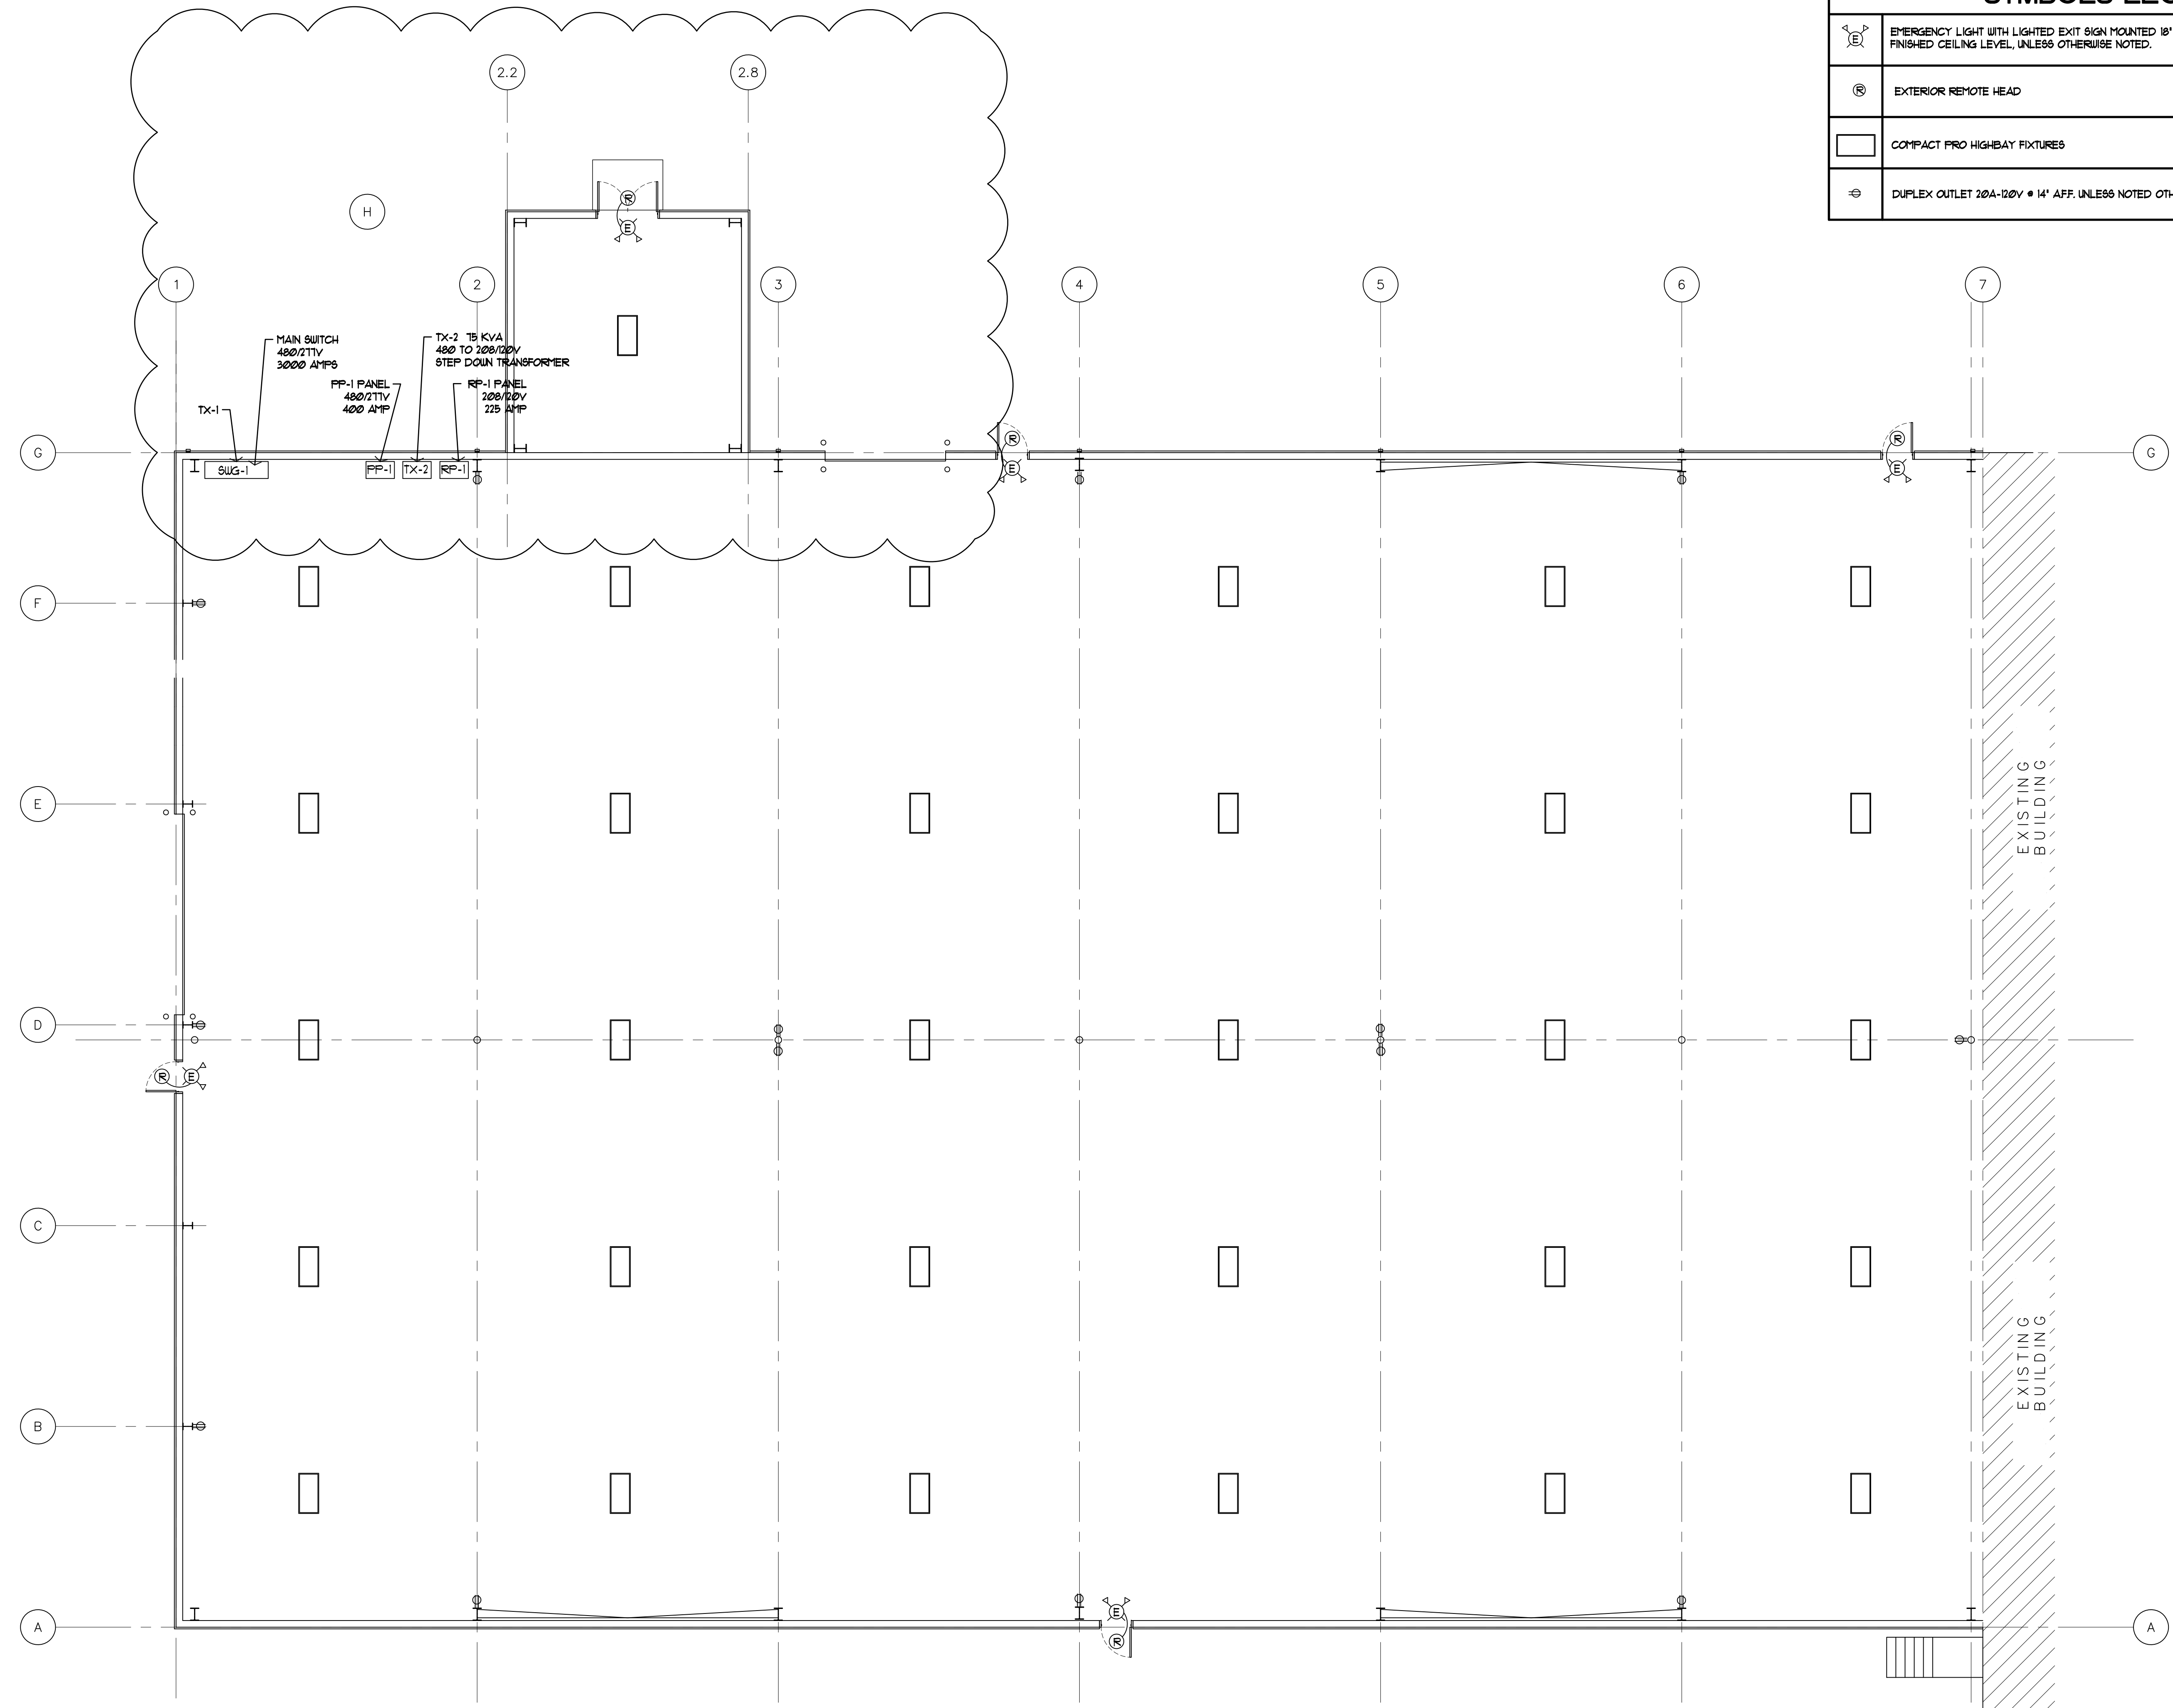 EMERGENCY LIGHT WITH LIGHTED EXIT SIGN MOUNTED 18"
FINISHED CEILING LEVEL, UNLESS OTHERWISE NOTED.
EXTERIOR REMOTE HEAD
COMPACT PRO HIGHBAY FIXTURES
DUPLEX OUTLET 20A-120V @ 14" A.F.F. UNLESS NOTED
E
R
2.2
2.8
H
R
E
1
2
3
4
5
6
7
MAIN SWITCH
480/277V
3000 AMPS
TX-2 75 KVA
480 TO 208/120V
STEP DOWN TRANSFORMER
PP-1 PANEL
480/277V
400 AMP
RP-1 PANEL
208/120V
225 AMP
TX-1
SWG-1
PP-1
TX-2
RP-1
G
R
E
R
E
G
F
E
EXISTING
BUILDING
D
R
E
C
EXISTING
BUILDING
B
A
E
R
A